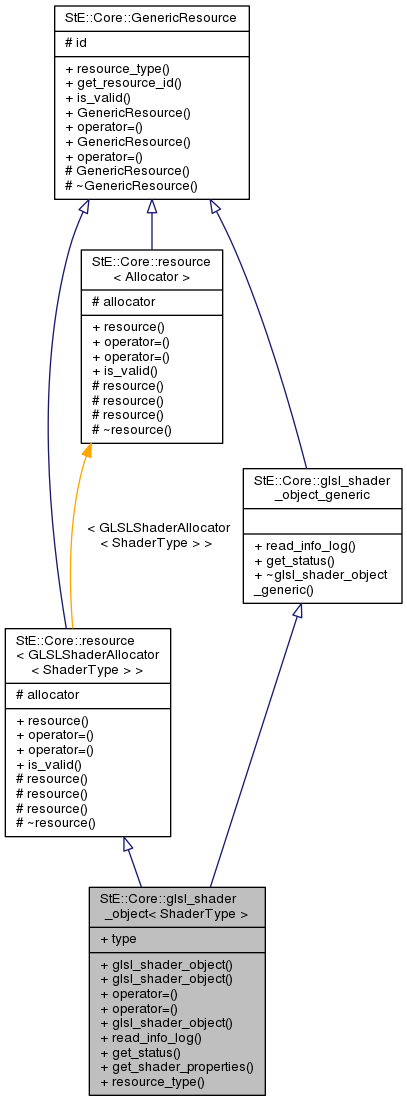 StE::Core::GenericResource
# id
+ resource_type()
+ get_resource_id()
+ is_valid()
+ GenericResource()
+ operator=()
+ GenericResource()
+ operator=()
# GenericResource()
# ~GenericResource()
StE::Core::resource
< Allocator >
# allocator
+ resource()
+ operator=()
+ operator=()
+ is_valid()
# resource()
# resource()
# resource()
# ~resource()
StE::Core::glsl_shader
_object_generic
+ read_info_log()
+ get_status()
+ ~glsl_shader_object
_generic()
< GLSLShaderAllocator
< ShaderType > >
StE::Core::resource
< GLSLShaderAllocator
< ShaderType > >
# allocator
+ resource()
+ operator=()
+ operator=()
+ is_valid()
# resource()
# resource()
# resource()
# ~resource()
StE::Core::glsl_shader
_object< ShaderType >
+ type
+ glsl_shader_object()
+ glsl_shader_object()
+ operator=()
+ operator=()
+ glsl_shader_object()
+ read_info_log()
+ get_status()
+ get_shader_properties()
+ resource_type()